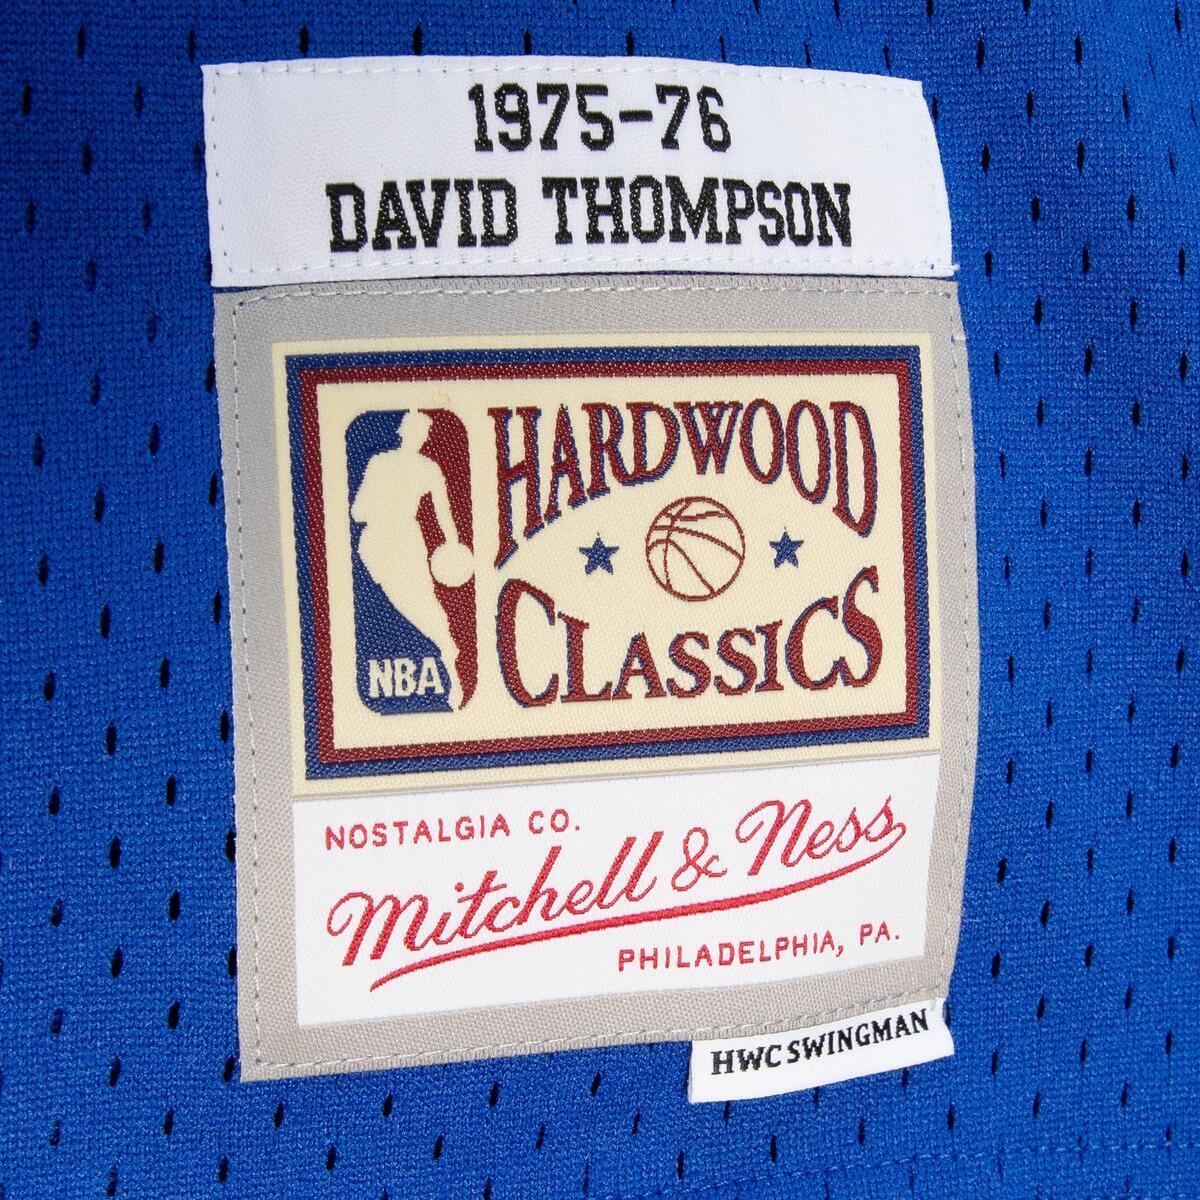 1975-76
DAVID THOMPSON
HARDWOOD
CLASSICS
NBA
NOSTALGIA CO.
Mitchell & Ness
PHILADELPHIA, PA.
HWC SWINGMAN